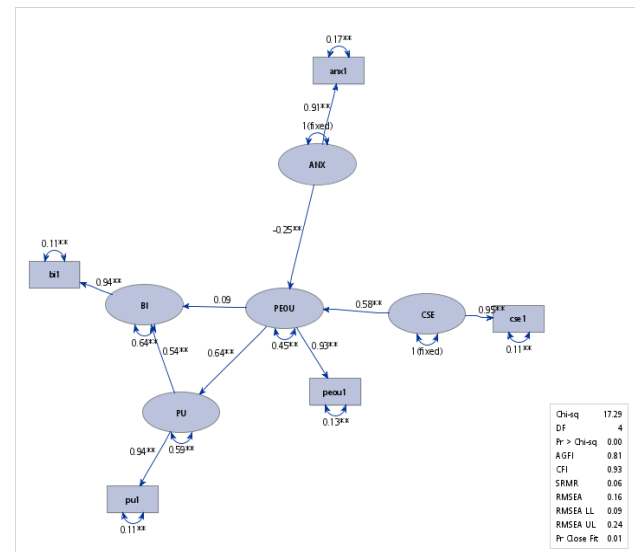 0.17**
anx1
0.91**
1(fixed)
ANX
-0.25**
0.11**
bi1
0.94**
BI
0.09
PEOU
0.58**
CSE
0.95**
cse1
0.64**
0.54**
0.45**
0.93**
1(fixed)
0.11**
0.64**
peou1
0.13**
PU
0.94**
0.59**
pu1
0.11**
Chi-sq 17.29
DF 4
Pr > Chi-sq 0.00
AGFI 0.81
CFI 0.93
SRMR 0.06
RMSEA 0.16
RMSEA LL 0.09
RMSEA UL 0.24
Pr Close Fit 0.01